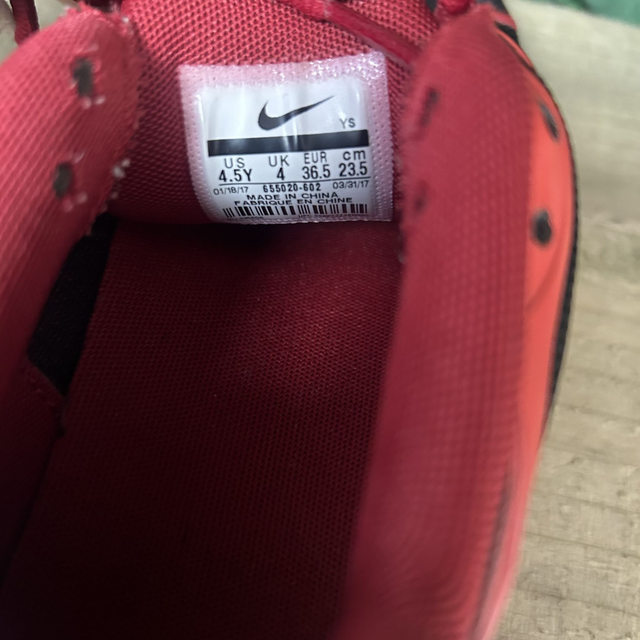 YS
US UK EUR cm
4.5Y 4 36.5 23.5
01/18/17 655020-602 03/31/17
MADE IN CHINA
FABRIQUE EN CHINE